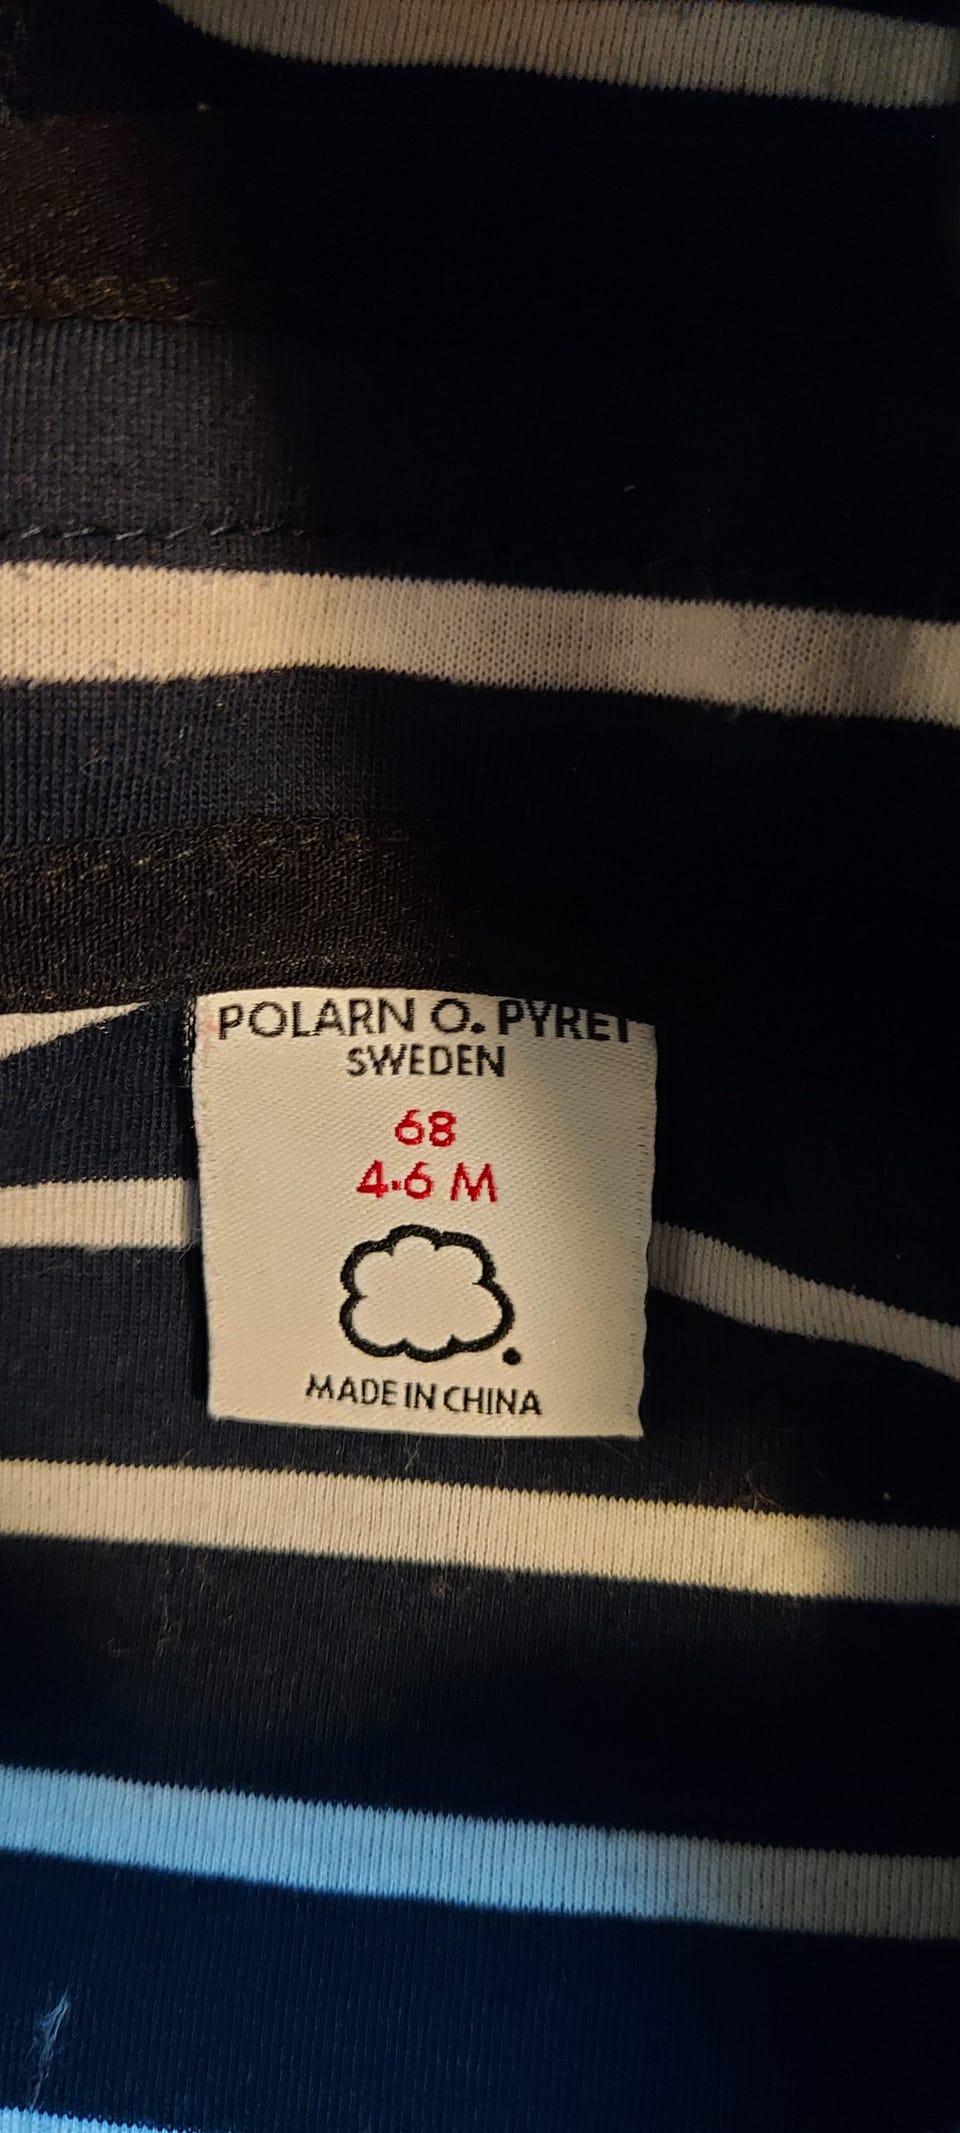 POLARN O. PYRET
SWEDEN
68
4-6 M
MADE IN CHINA